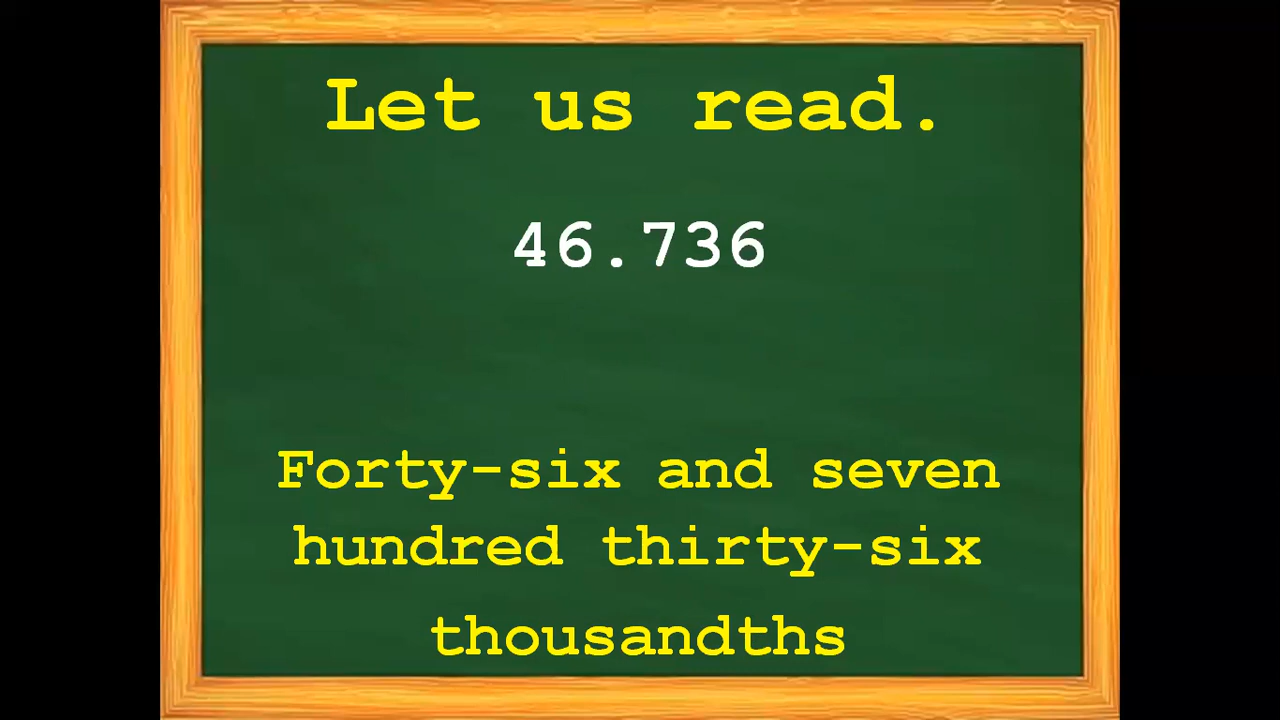 Let us read.
46.736
Forty-six and seven
hundred thirty-six
thousandths